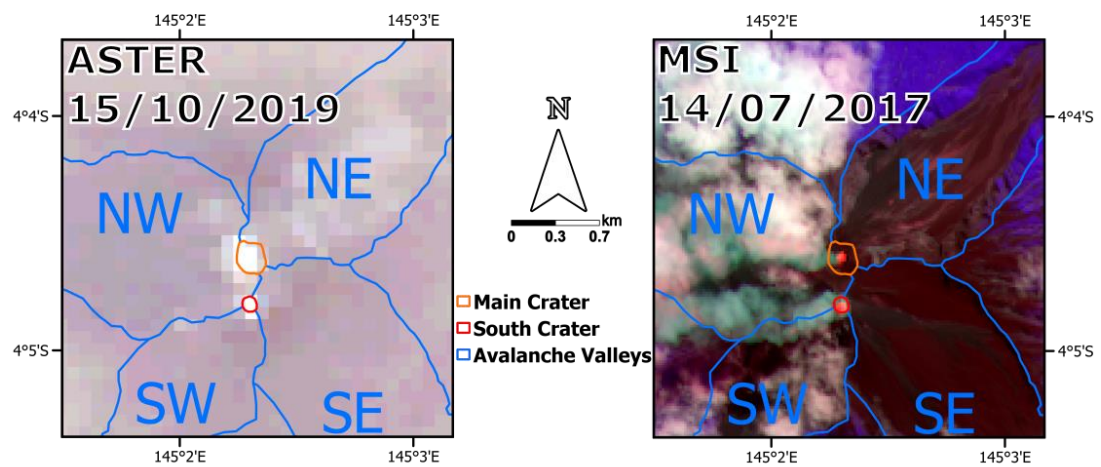 145°2'E 145°3'E 145°2'E 145°3'E
ASTER
15/10/2019
4°4'S
NE
NW
SW
SE
4°5'S
145°2'E 145°3'E
N
km
0 0.3 0.7
Main Crater
South Crater
Avalanche Valleys
MSI
14/07/2017
4°4'S
NE
NW
SW
SE
4°5'S
145°2'E 145°3'E